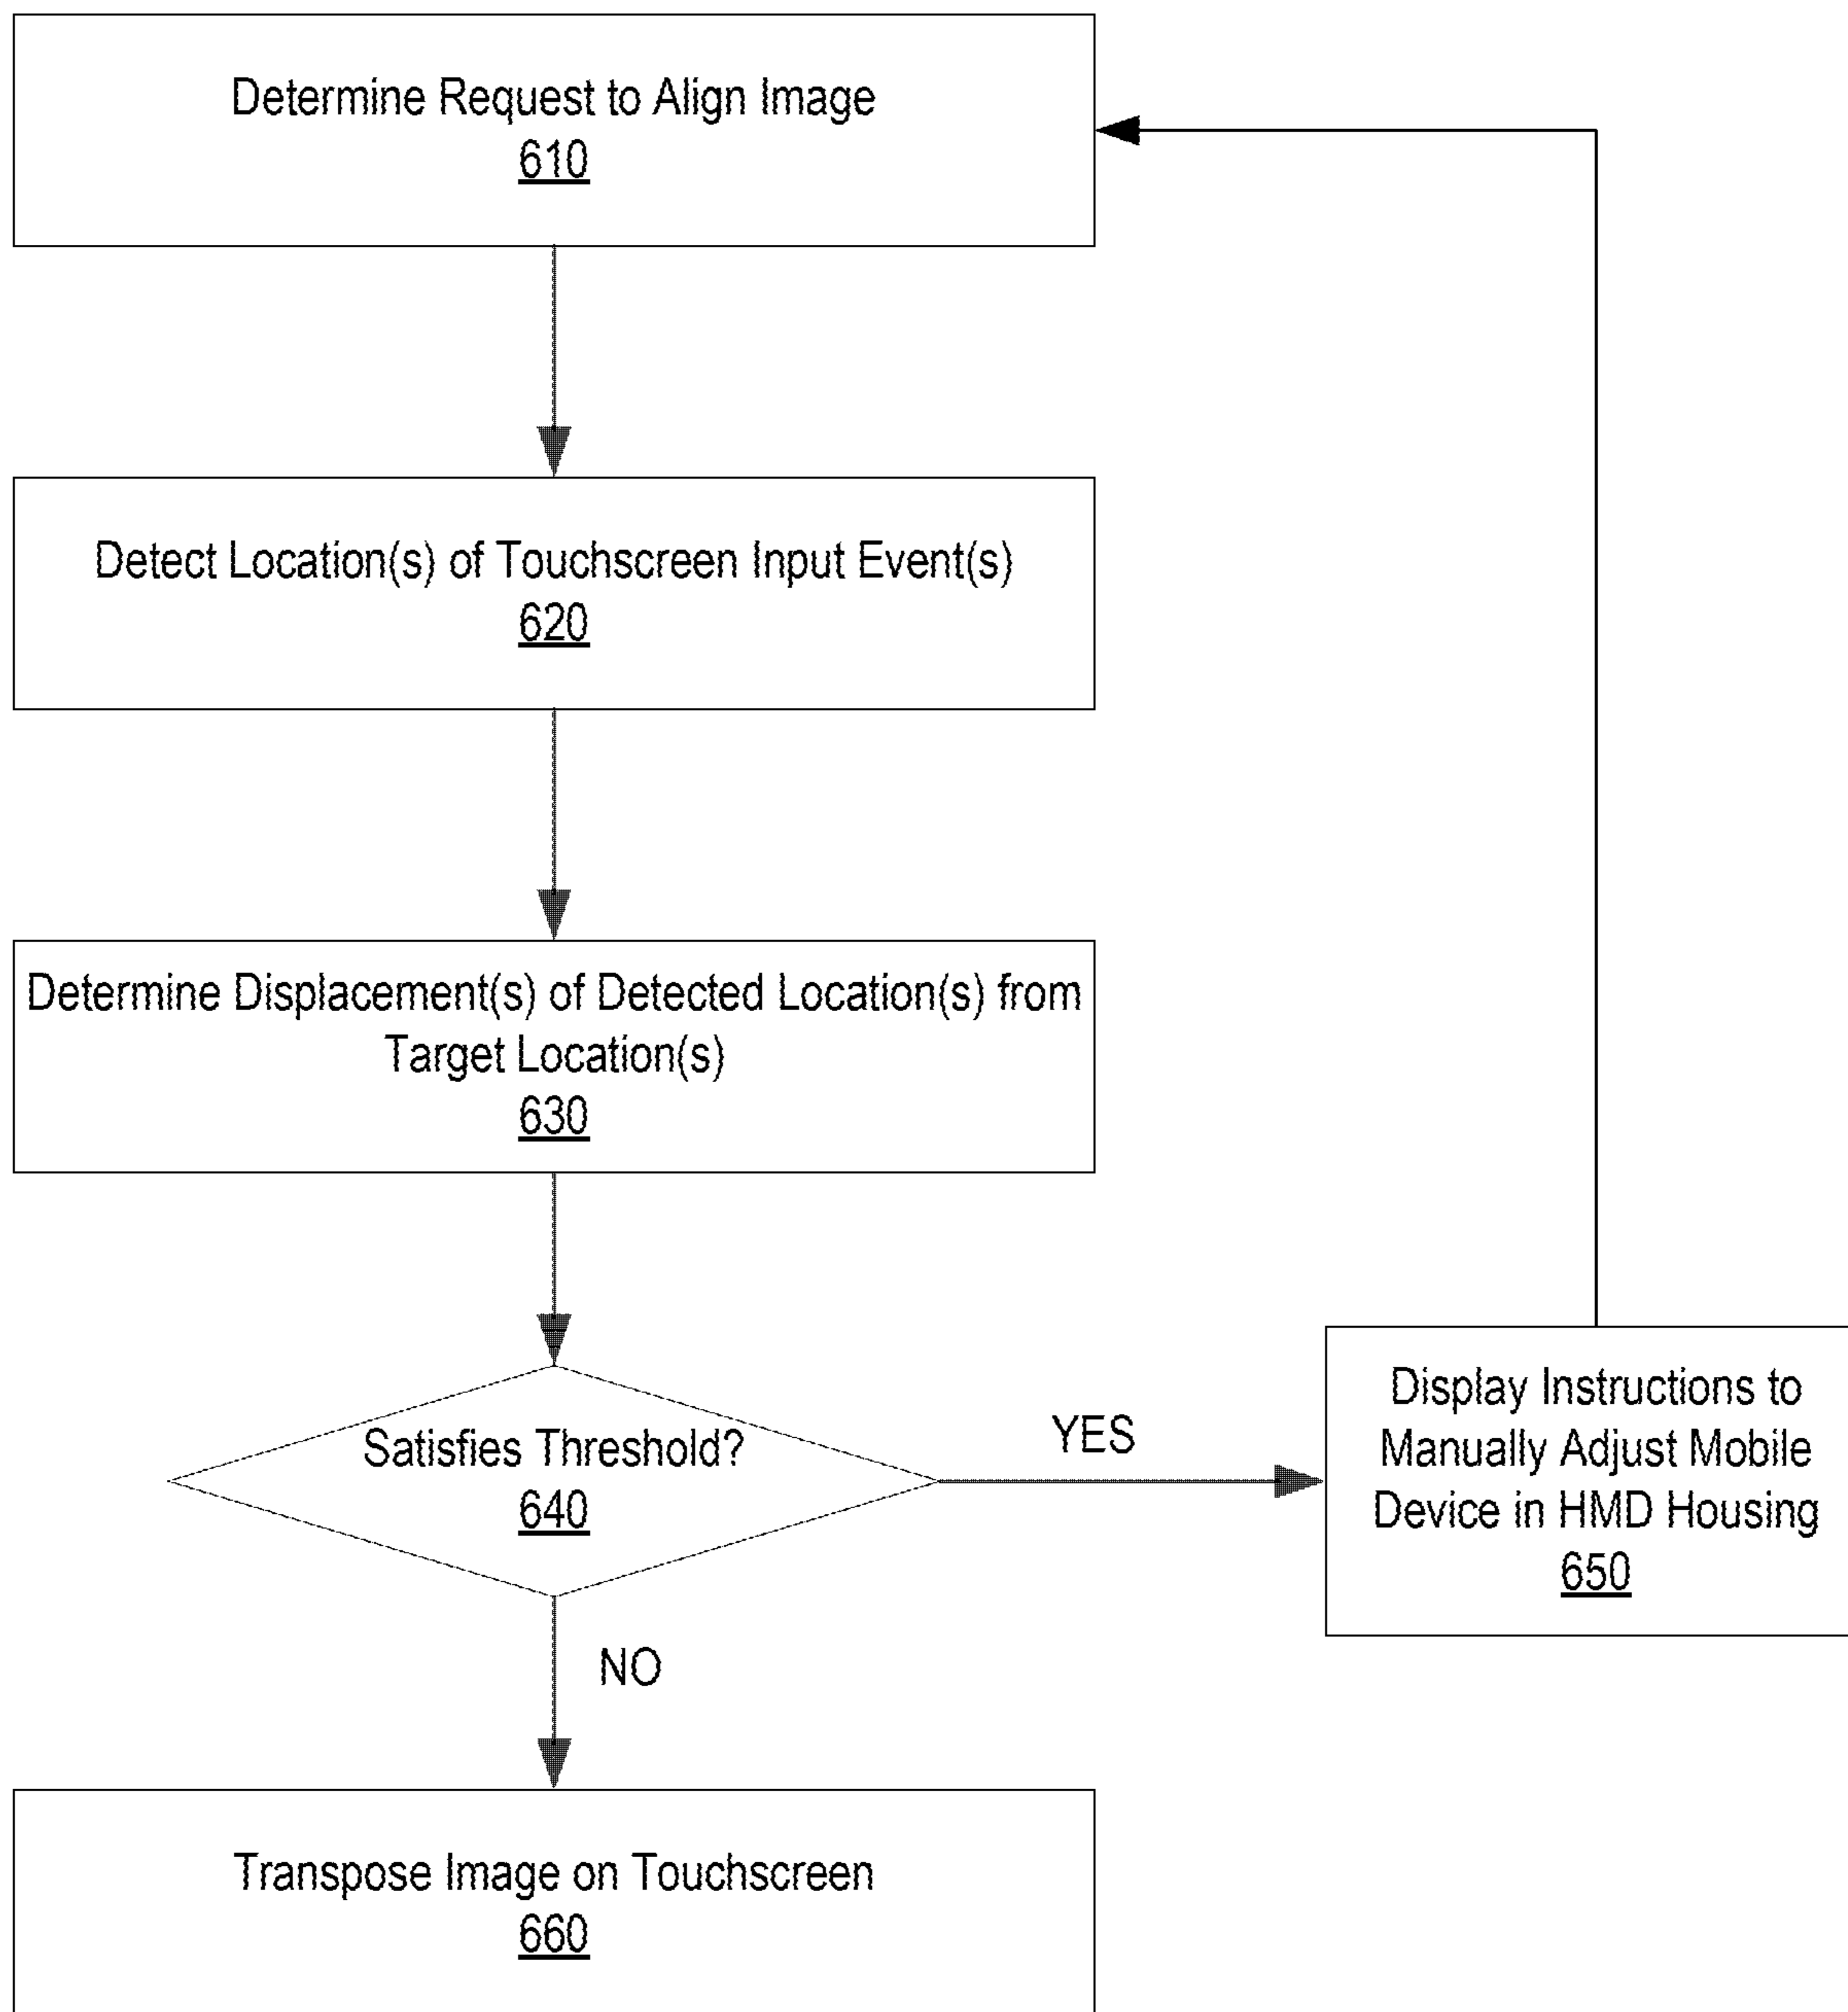 Determine Request to Align Image
610
Detect Location(s) of Touchscreen Input Event(s)
620
Determine Displacement(s) of Detected Location(s) from
Target Location(s)
630
Satisfies Threshold?
640
YES
Display Instructions to
Manually Adjust Mobile
Device in HMD Housing
650
NO
Transpose Image on Touchscreen
660